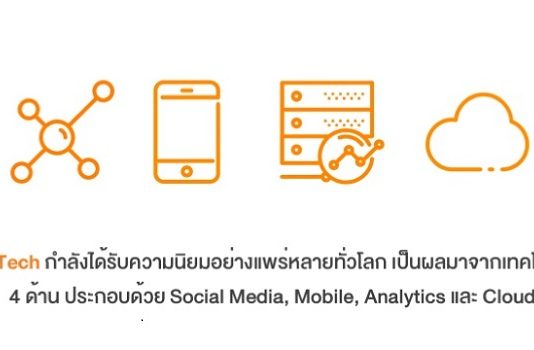 Tech กำลังได้รับความนิยมอย่างแพร่หลายทั่วโลก เป็นผลมาจากเทคโ
4 ด้าน ประกอบด้วย Social Media, Mobile, Analytics และ Cloud